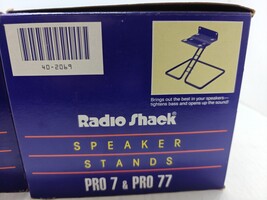 40-2069
Brings out the best in your speakers—
tightens bass and opens up the sound!
Radio Shack
SPEAKER
STANDS
PRO 7 & PRO 77